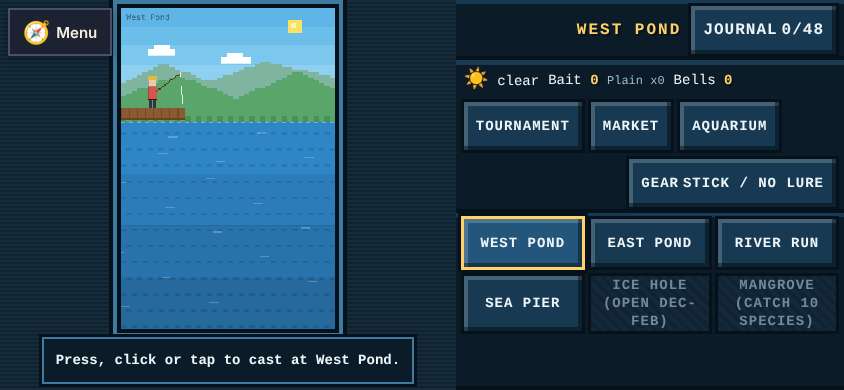 Menu
West Pond
Press, click or tap to cast at West Pond.
WEST POND
JOURNAL 0/48
clear Bait 0 Plain x0 Bells 0
TOURNAMENT
MARKET
AQUARIUM
GEAR STICK / NO LURE
WEST POND
EAST POND
RIVER RUN
SEA PIER
ICE HOLE
(OPEN DEC-
FEB)
MANGROVE
(CATCH 10
SPECIES)